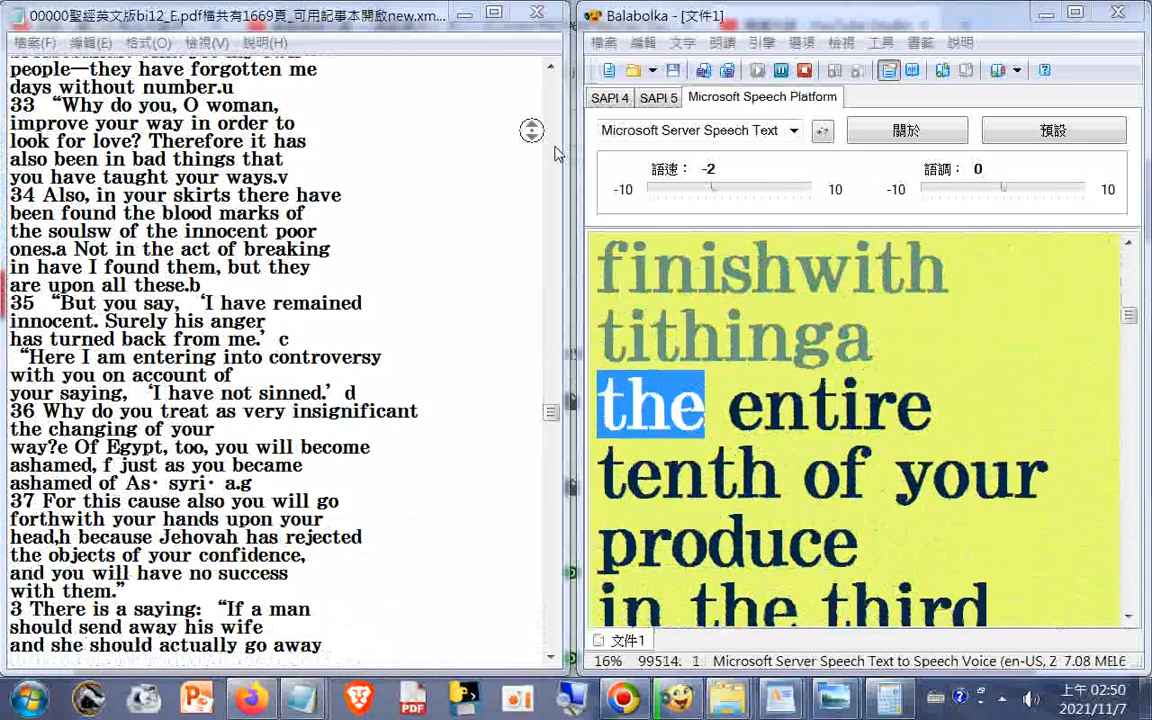 00000聖經英文版bi12_E.pdf檔共有1669頁_可用記事本開啟new.xm...
檔案(F) 編輯(E) 格式(O) 檢視(V) 說明(H)
people—they have forgotten me
days without number.u
33 “Why do you, O woman,
improve your way in order to
look for love? Therefore it has
also been in bad things that
you have taught your ways.v
34 Also, in your skirts there have
been found the blood marks of
the soulsw of the innocent poor
ones.a Not in the act of breaking
in have I found them, but they
are upon all these.b
35 “But you say, ‘I have remained
innocent. Surely his anger
has turned back from me.’ c
“Here I am entering into controversy
with you on account of
your saying, ‘I have not sinned.’ d
36 Why do you treat as very insignificant
the changing of your
way?e Of Egypt, too, you will become
ashamed, f just as you became
ashamed of As· syri· a.g
37 For this cause also you will go
forthwith your hands upon your
head,h because Jehovah has rejected
the objects of your confidence,
and you will have no success
with them.”
3 There is a saying: “If a man
should send away his wife
and she should actually go away
Balabolka - [文件1]
檔案 編輯 文字 朗讀 引擎 選項 檢視 工具 書籤 說明
SAPI 4 SAPI 5 Microsoft Speech Platform
Microsoft Server Speech Text 關於 預設
語速: -2 語調: 0
-10 10 -10 10
finishwith
tithinga
the entire
tenth of your
produce
in the third
文件1
16% 99514: 1 Microsoft Server Speech Text to Speech Voice (en-US, Z 7.08 ME
上午 02:50
2021/11/7